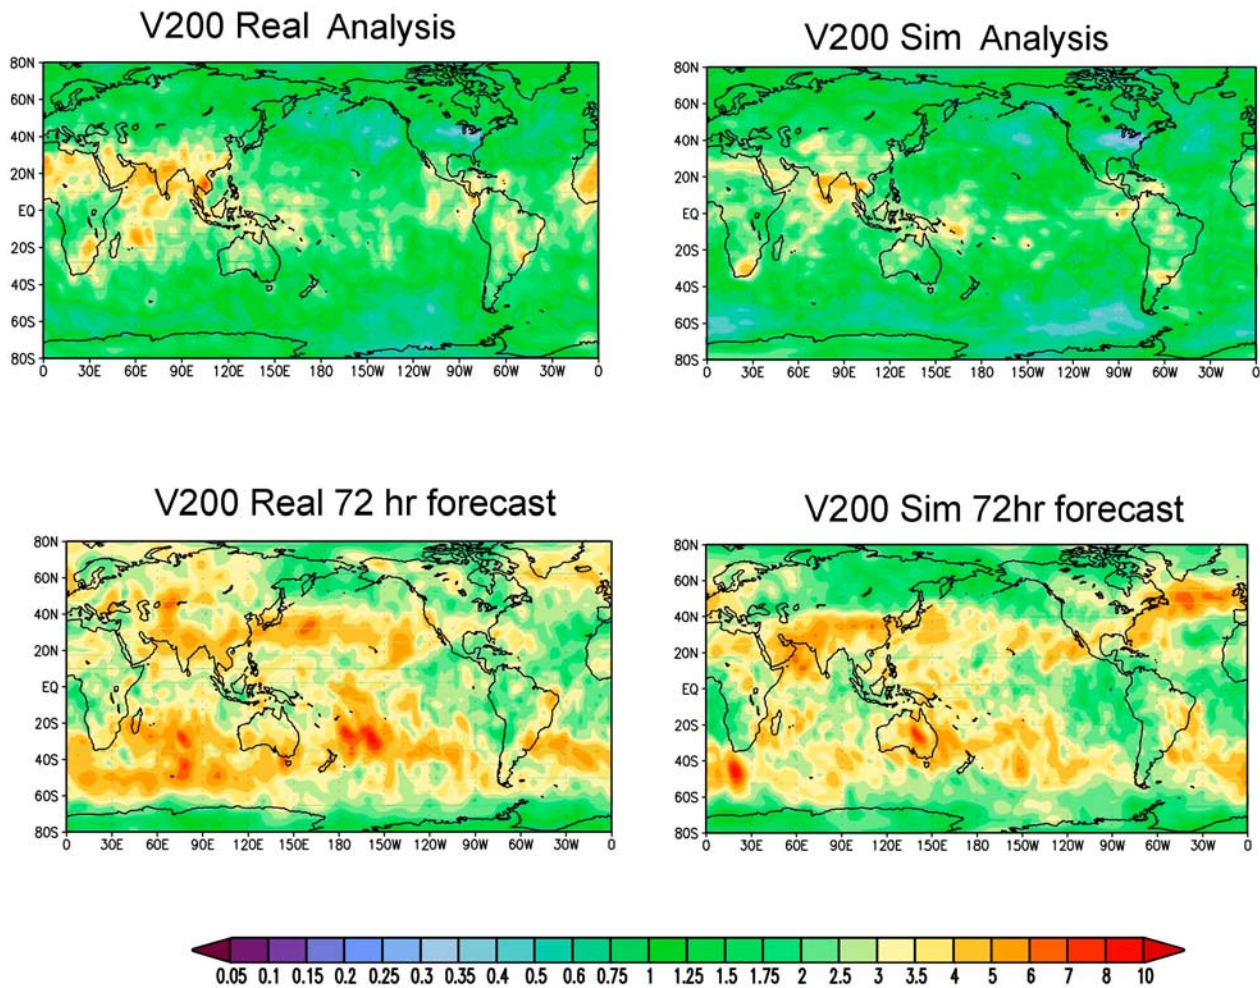 V200 Real Analysis
V200 Sim Analysis
80N
60N
40N
20N
EQ
20S
40S
60S
80S
0 30E 60E 90E 120E 150E 180 150W 120W 90W 60W 30W 0
80N
60N
40N
20N
EQ
20S
40S
60S
80S
0 30E 60E 90E 120E 150E 180 150W 120W 90W 60W 30W 0
V200 Real 72 hr forecast
V200 Sim 72hr forecast
80N
60N
40N
20N
EQ
20S
40S
60S
80S
0 30E 60E 90E 120E 150E 180 150W 120W 90W 60W 30W 0
80N
60N
40N
20N
EQ
20S
40S
60S
80S
0 30E 60E 90E 120E 150E 180 150W 120W 90W 60W 30W 0
0.05 0.1 0.15 0.2 0.25 0.3 0.35 0.4 0.5 0.6 0.75 1 1.25 1.5 1.75 2 2.5 3 3.5 4 5 6 7 8 10